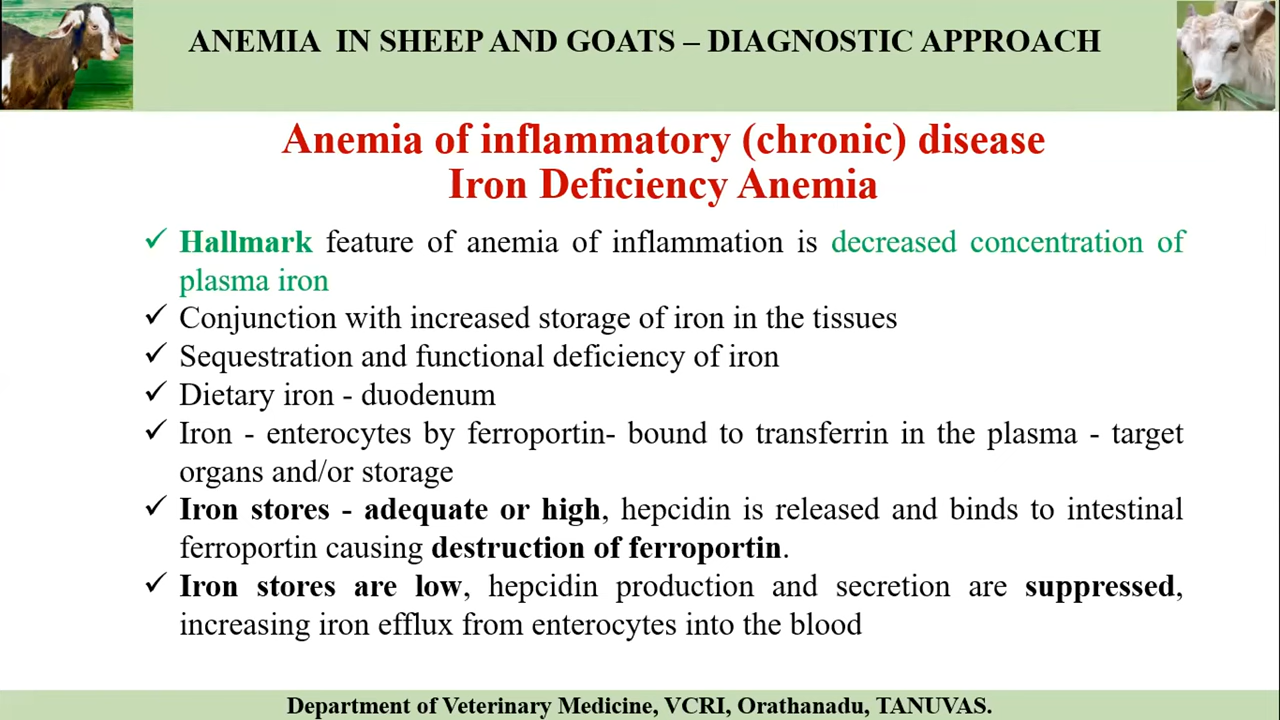 ANEMIA IN SHEEP AND GOATS – DIAGNOSTIC APPROACH
Anemia of inflammatory (chronic) disease
Iron Deficiency Anemia
✓ Hallmark feature of anemia of inflammation is decreased concentration of
plasma iron
✓ Conjunction with increased storage of iron in the tissues
✓ Sequestration and functional deficiency of iron
✓ Dietary iron - duodenum
✓ Iron - enterocytes by ferroportin- bound to transferrin in the plasma - target
organs and/or storage
✓ Iron stores - adequate or high, hepcidin is released and binds to intestinal
ferroportin causing destruction of ferroportin.
✓ Iron stores are low, hepcidin production and secretion are suppressed,
increasing iron efflux from enterocytes into the blood
Department of Veterinary Medicine, VCRI, Orathanadu, TANUVAS.